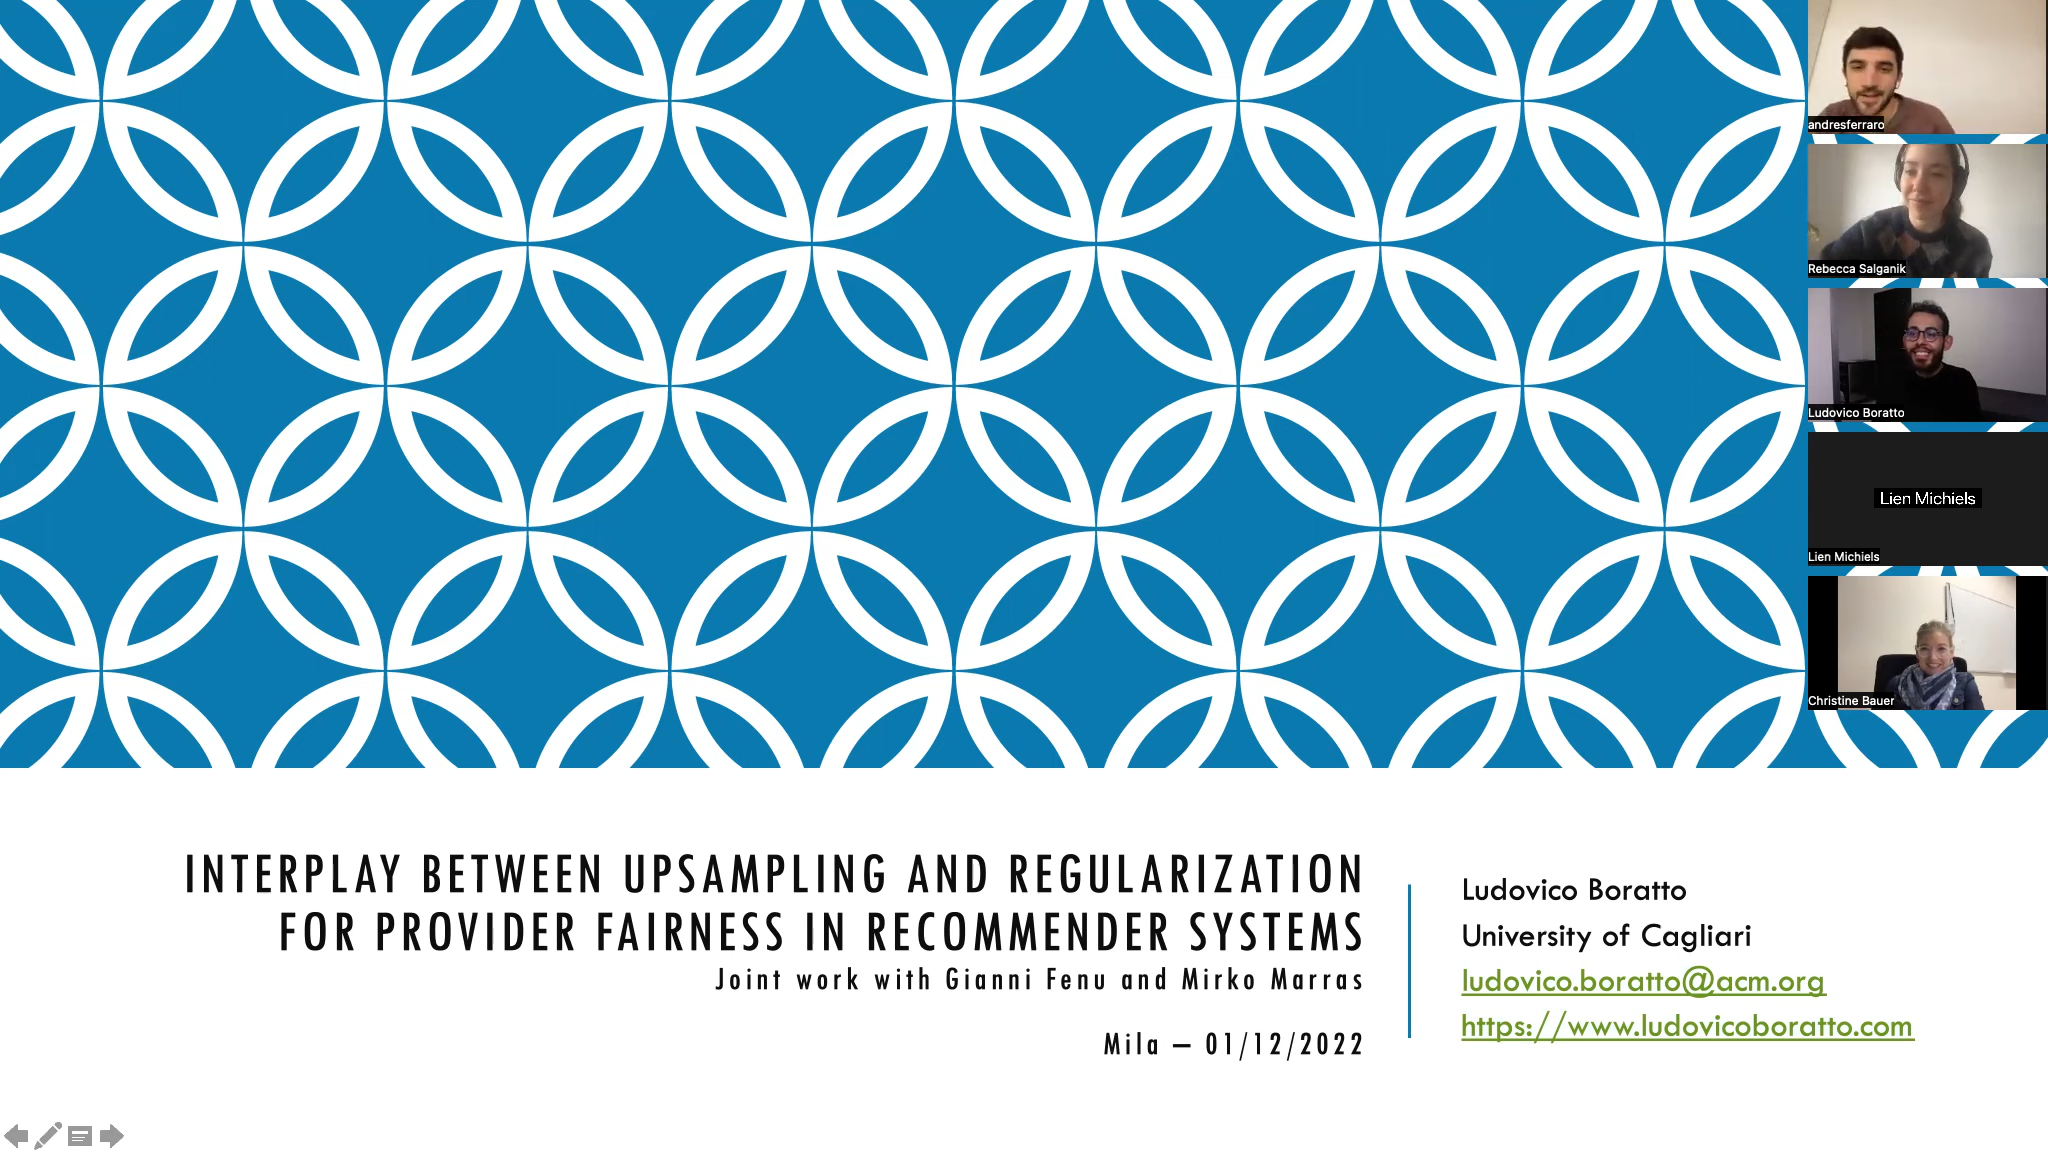 andresferraro
Rebecca Salganik
Ludovico Boratto
Lien Michiels
Lien Michiels
Christine Bauer
INTERPLAY BETWEEN UPSAMPLING AND REGULARIZATION
FOR PROVIDER FAIRNESS IN RECOMMENDER SYSTEMS
Joint work with Gianni Fenu and Mirko Marras
Mila – 01/12/2022
Ludovico Boratto
University of Cagliari
ludovico.boratto@acm.org
https://www.ludovicoboratto.com